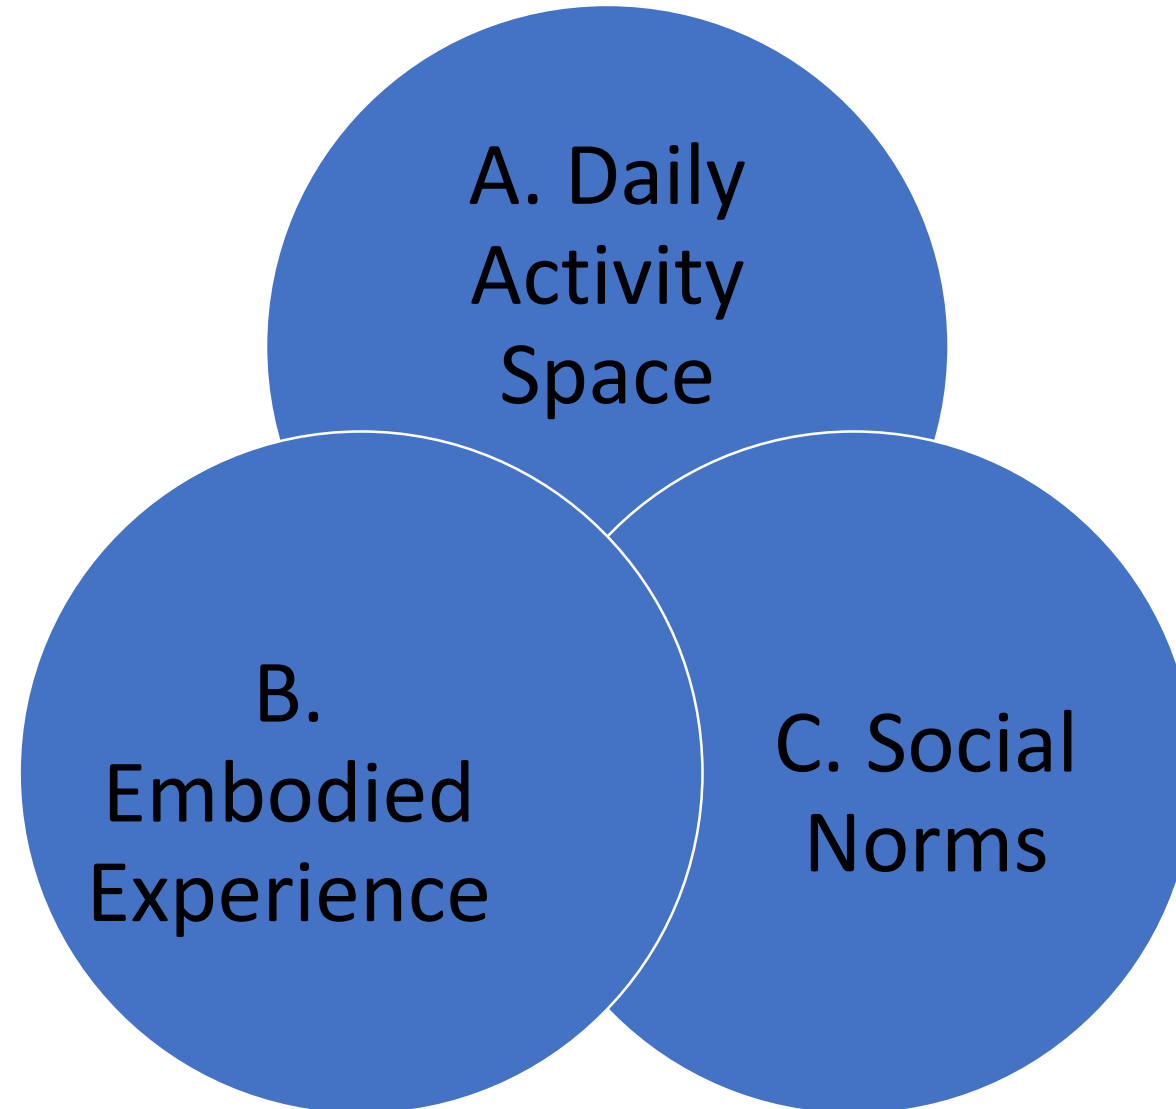 A. Daily
Activity
Space
B.
Embodied
Experience
C. Social
Norms